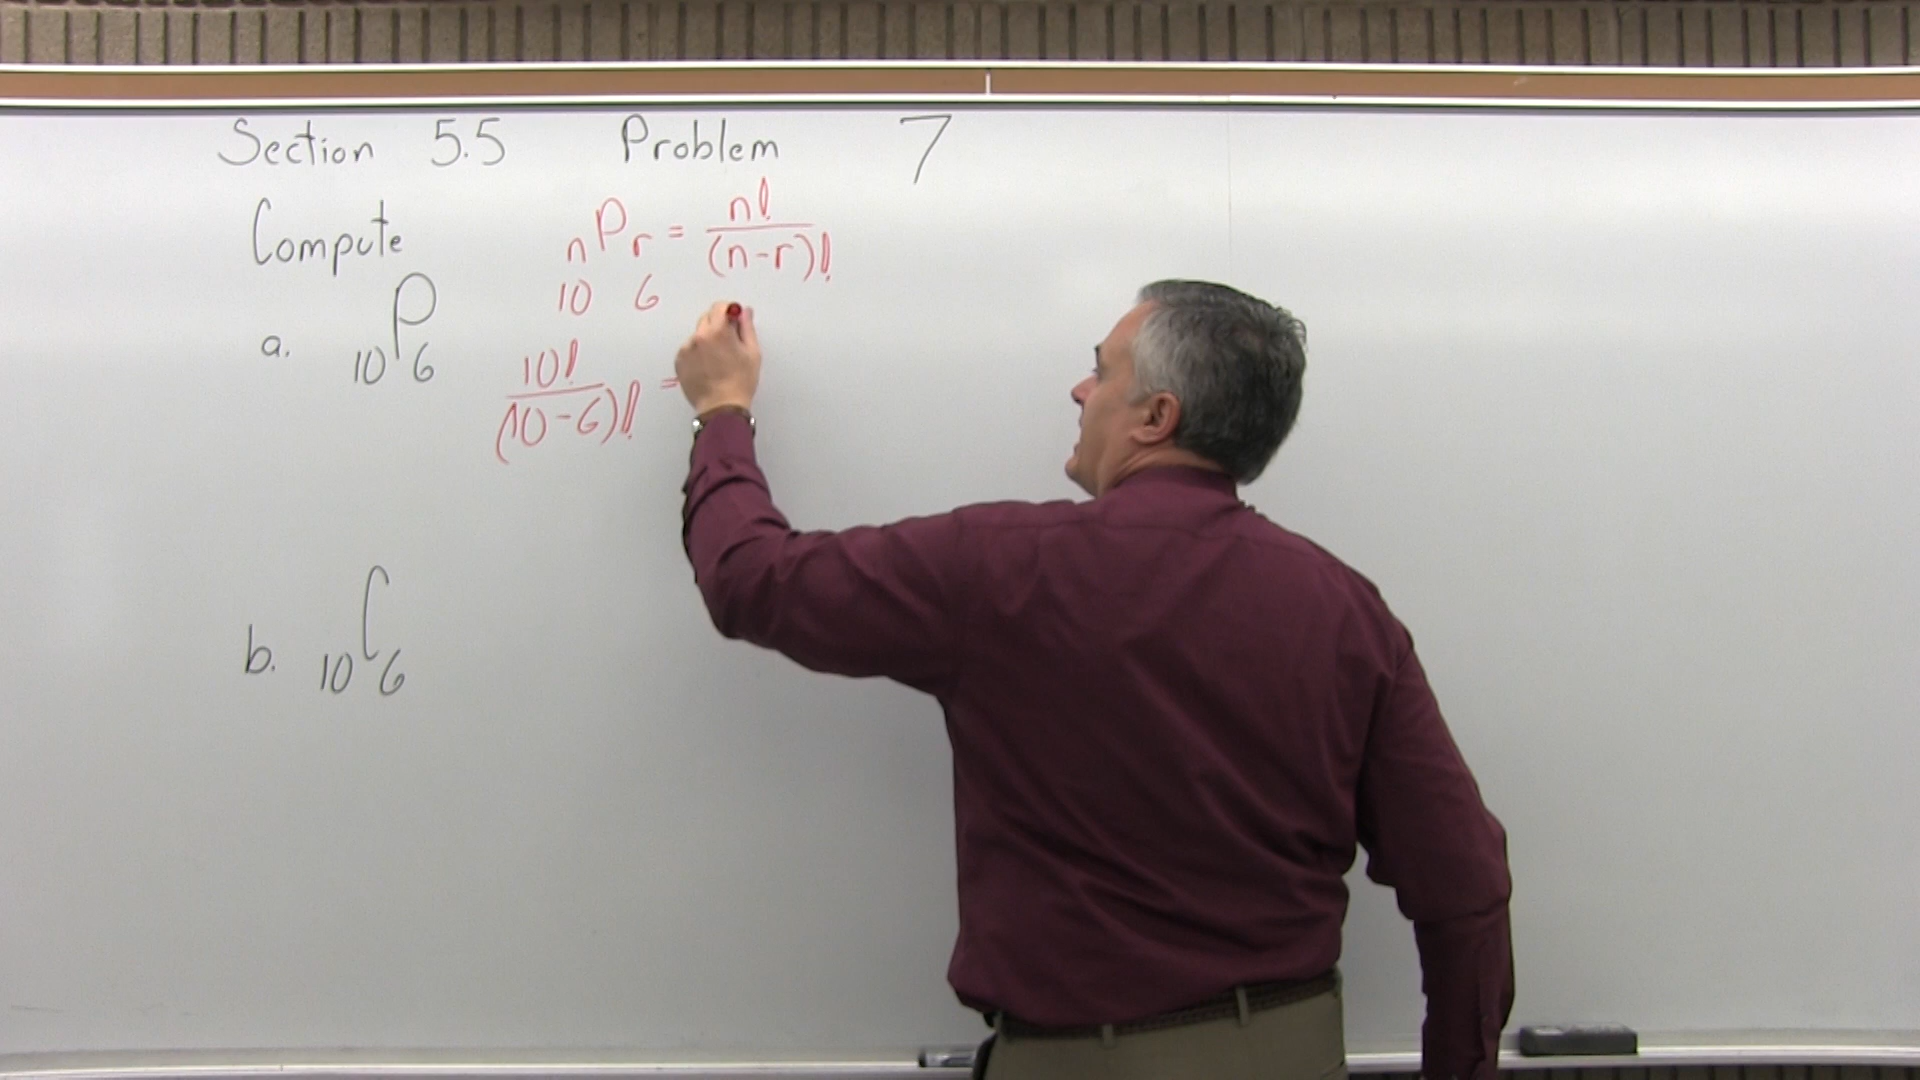 Section 5.5 Problem 7
Compute
nPr = n!/(n-r)!
10 6
a. 10P6
10!/(10-6)! =
b. 10C6